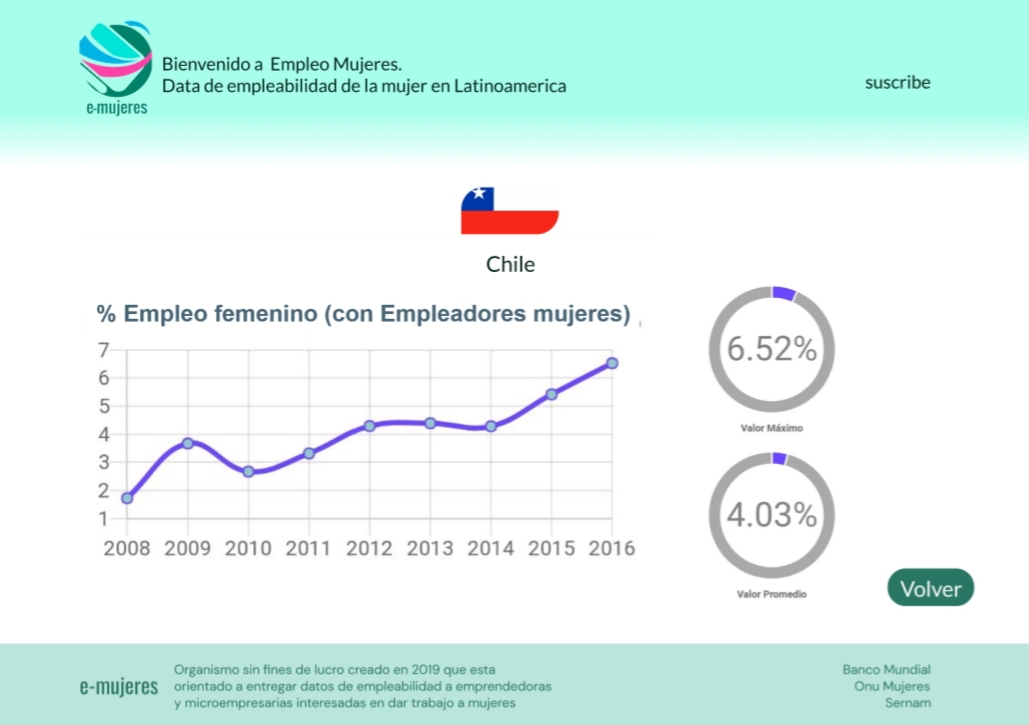 Bienvenido a Empleo Mujeres.
Data de empleabilidad de la mujer en Latinoamerica
e-mujeres
suscribe
Chile
% Empleo femenino (con Empleadores mujeres)
7
6
5
4
3
2
1
2008 2009 2010 2011 2012 2013 2014 2015 2016
6.52%
Valor Máximo
4.03%
Valor Promedio
Volver
e-mujeres
Organismo sin fines de lucro creado en 2019 que esta
orientado a entregar datos de empleabilidad a emprendedoras
y microempresarias interesadas en dar trabajo a mujeres
Banco Mundial
Onu Mujeres
Sernam